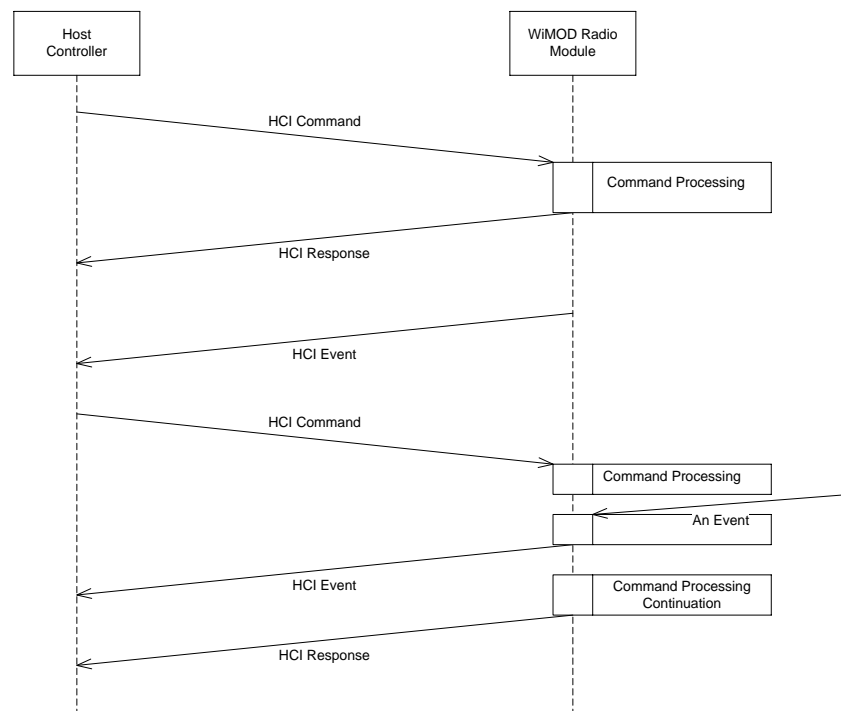 Host
Controller
WiMOD Radio
Module
HCI Command
Command Processing
HCI Response
HCI Event
HCI Command
Command Processing
An Event
HCI Event
Command Processing
Continuation
HCI Response